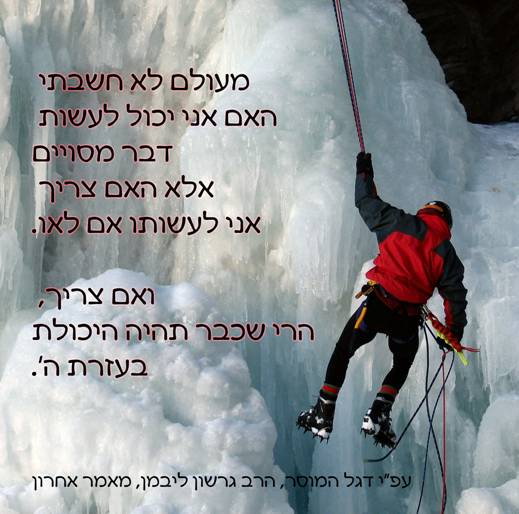 מעולם לא חשבתי
האם אני יכול לעשות
דבר מסויים
אלא האם צריך
אני לעשותו אם לאו.
ואם צריך,
הרי שכבר תהיה היכולת
בעזרת ה'.
עפ"י דגל המוסר, הרב גרשון ליבמן, מאמר אחרון